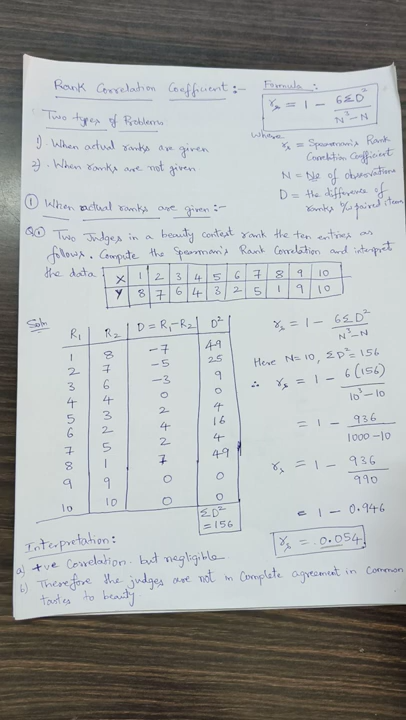 Rank Correlation Coefficient:-
Formula:
rₛ = 1 - 6ΣD² / N³-N
Where
rₛ = Spearman's Rank Correlation Coefficient
N = No of observations
D = the difference of ranks b/w paired item
Two types of Problem
1). When actual ranks are given
2). When ranks are not given
① When actual ranks are given:-
Q① Two Judges in a beauty contest rank the ten entries as
follows. Compute the Spearman's Rank Correlation and interpret
the data
X 1 2 3 4 5 6 7 8 9 10
Y 8 7 6 4 3 2 5 1 9 10
Soln
R₁ R₂ D = R₁-R₂ D²
1 8 -7 49
2 7 -5 25
3 6 -3 9
4 4 0 0
5 3 2 4
6 2 4 16
7 5 2 4
8 1 7 49
9 9 0 0
10 10 0 0
ΣD²
= 156
rₛ = 1 - 6ΣD² / N³-N
Here N=10, ΣD²=156
∴ rₛ = 1 - 6(156) / 10³-10
= 1 - 936 / 1000-10
rₛ = 1 - 936 / 990
= 1 - 0.946
rₛ = 0.054
Interpretation:
a) +ve Correlation but negligible
b) Therefore the judges are not in complete agreement in common
tastes to beauty.